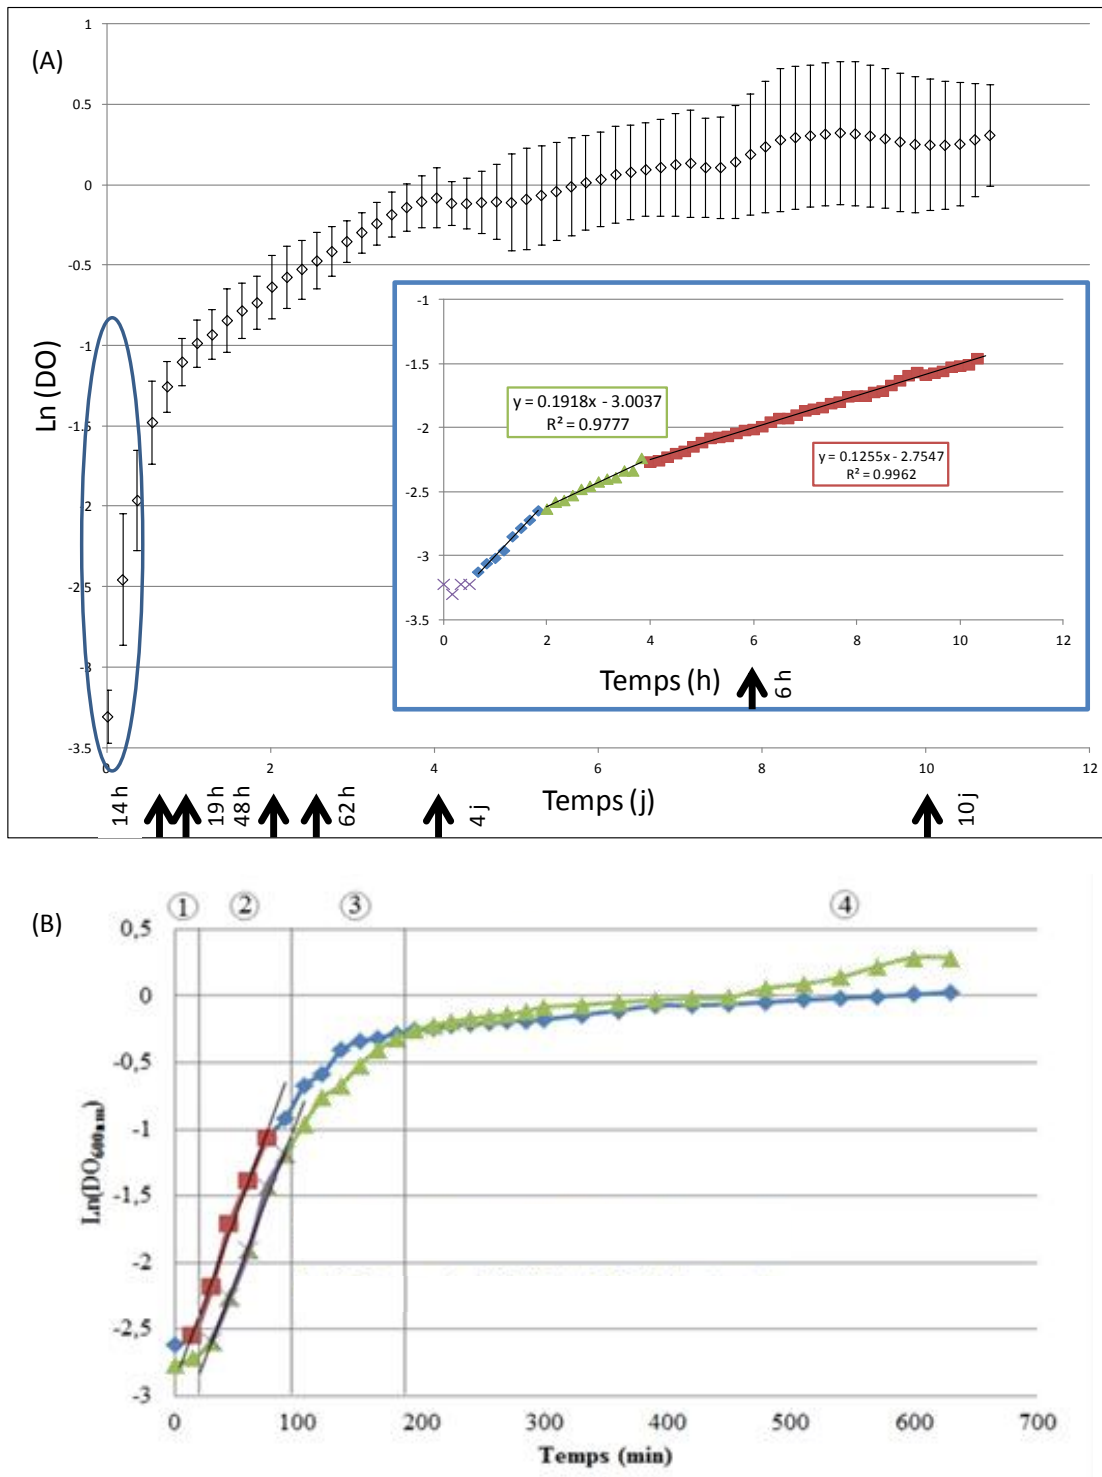 (A)
1
0.5
0
-0.5
-1
-1.5
-2
-2.5
-3
-3.5
Ln (DO)
0
2
4
6
8
10
12
Temps (j)
14 h
19 h
48 h
62 h
4 j
10 j
-1
-1.5
-2
-2.5
-3
-3.5
y = 0.1918x - 3.0037
R² = 0.9777
y = 0.1255x - 2.7547
R² = 0.9962
0
2
4
6
8
10
12
Temps (h)
6 h
(B)
1
2
3
4
0,5
0
-0,5
-1
-1,5
-2
-2,5
-3
Ln(DO600nm)
0
100
200
300
400
500
600
700
Temps (min)